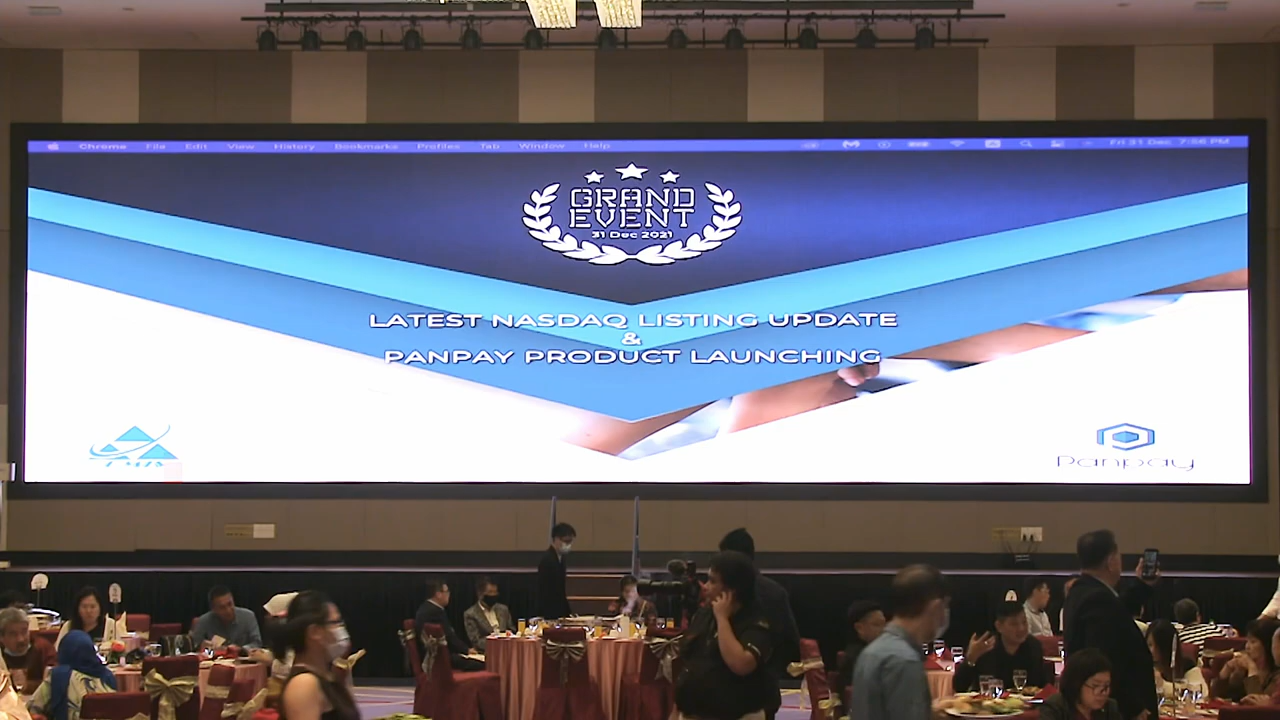 Chrome File Edit View History Bookmarks Profiles Tab Window Help Fri 31 Dec 7:56 PM
GRAND
EVENT
31 Dec 2021
LATEST NASDAQ LISTING UPDATE
&
PANPAY PRODUCT LAUNCHING
Panpay